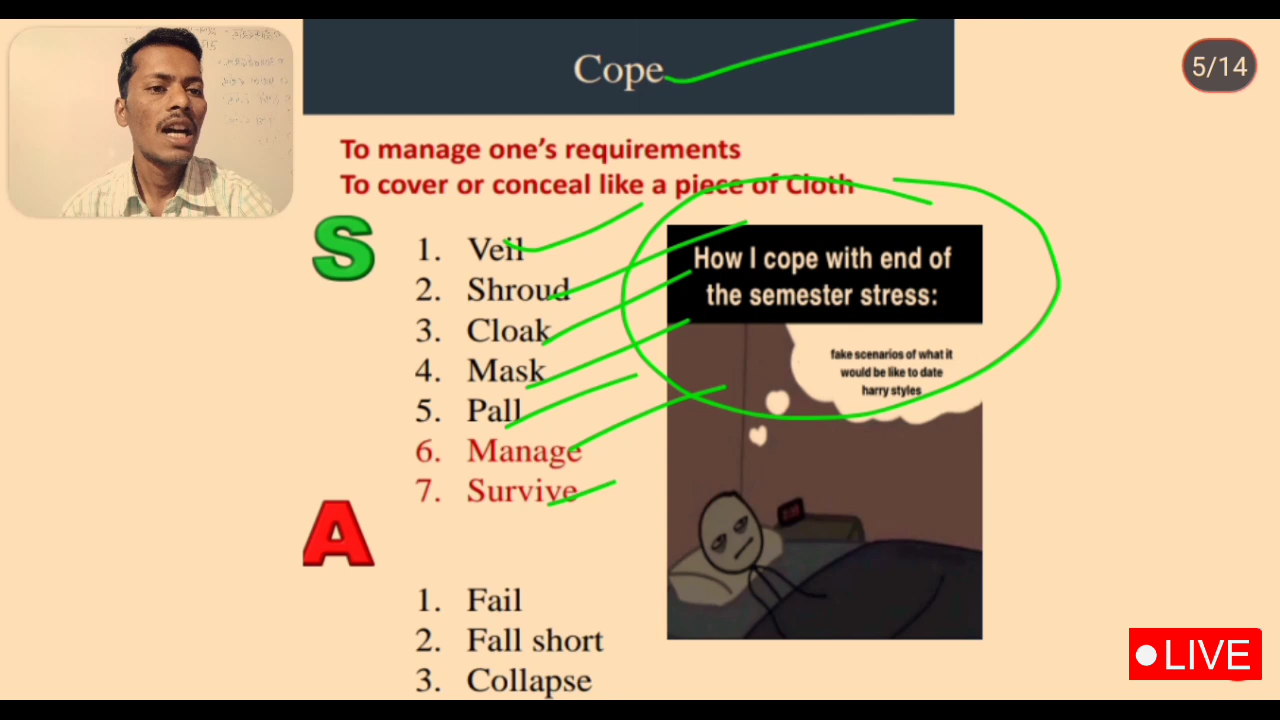 Cope
5/14
To manage one's requirements
To cover or conceal like a piece of Cloth
S
1. Veil
2. Shroud
3. Cloak
4. Mask
5. Pall
6. Manage
7. Survive
How I cope with end of
the semester stress:
fake scenarios of what it
would be like to date
harry styles
A
1. Fail
2. Fall short
3. Collapse
LIVE